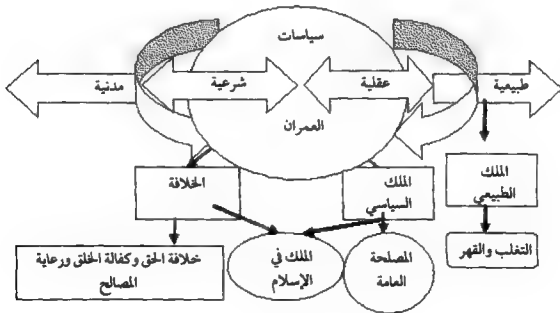 سياسات
طبيعية
عقلية
شرعية
مدنية
العمران
الملك
الطبيعي
الملك
السياسي
الخلافة
التغلب والقهر
المصلحة
العامة
الملك في
الإسلام
خلافة الحق وكفالة الخلق ورعاية
المصالح